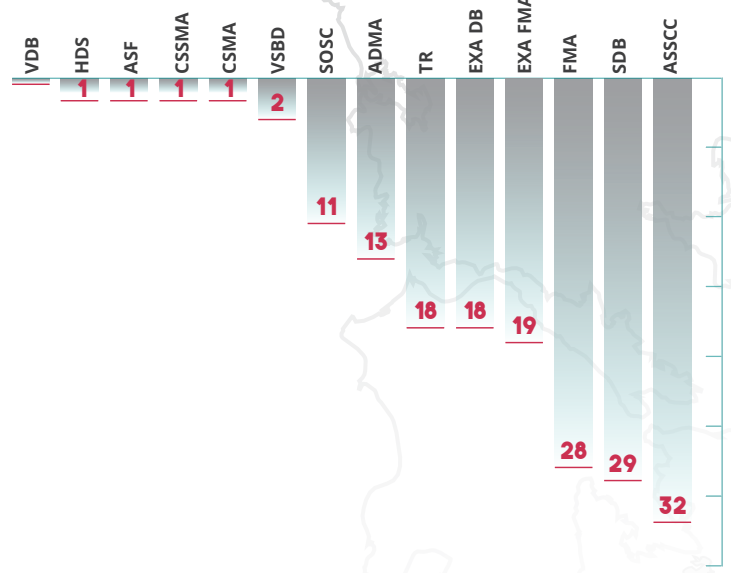 VDB
HDS
ASF
CSSMA
CSMA
VSBD
SOSC
ADMA
TR
EXA DB
EXA FMA
FMA
SDB
ASSCC
1
1
1
1
2
11
13
18
18
19
28
29
32